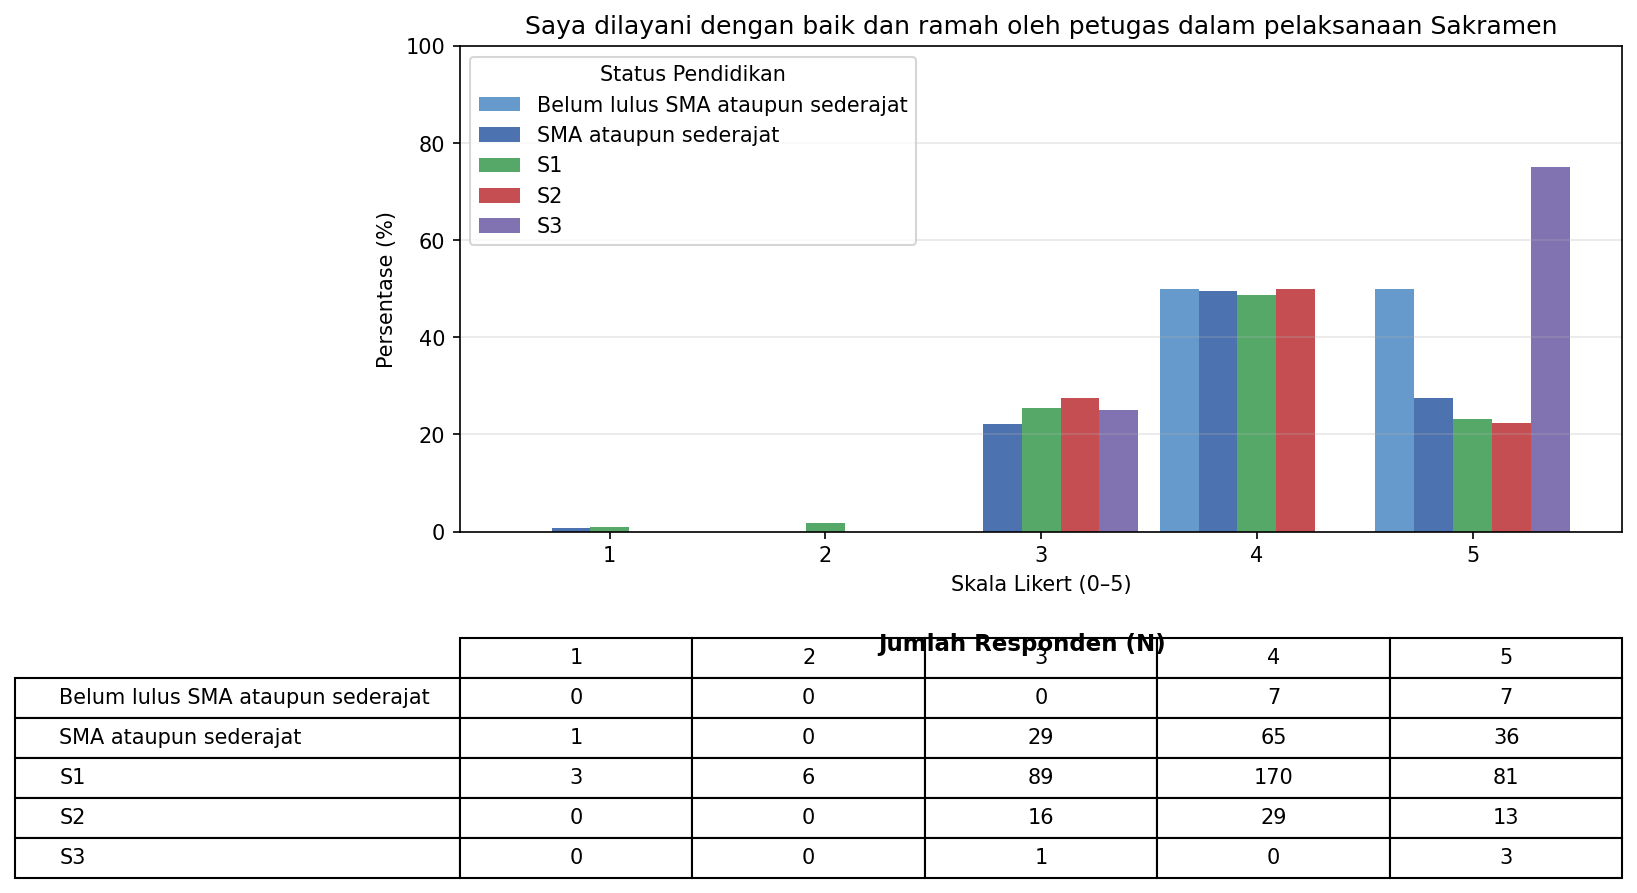 Saya dilayani dengan baik dan ramah oleh petugas dalam pelaksanaan Sakramen
100
80
60
40
20
0
Persentase (%)
Status Pendidikan
Belum lulus SMA ataupun sederajat
SMA ataupun sederajat
S1
S2
S3
1 2 3 4 5
Skala Likert (0–5)
Jumlah Responden (N)
1 2 3 4 5
Belum lulus SMA ataupun sederajat 0 0 0 7 7
SMA ataupun sederajat 1 0 29 65 36
S1 3 6 89 170 81
S2 0 0 16 29 13
S3 0 0 1 0 3